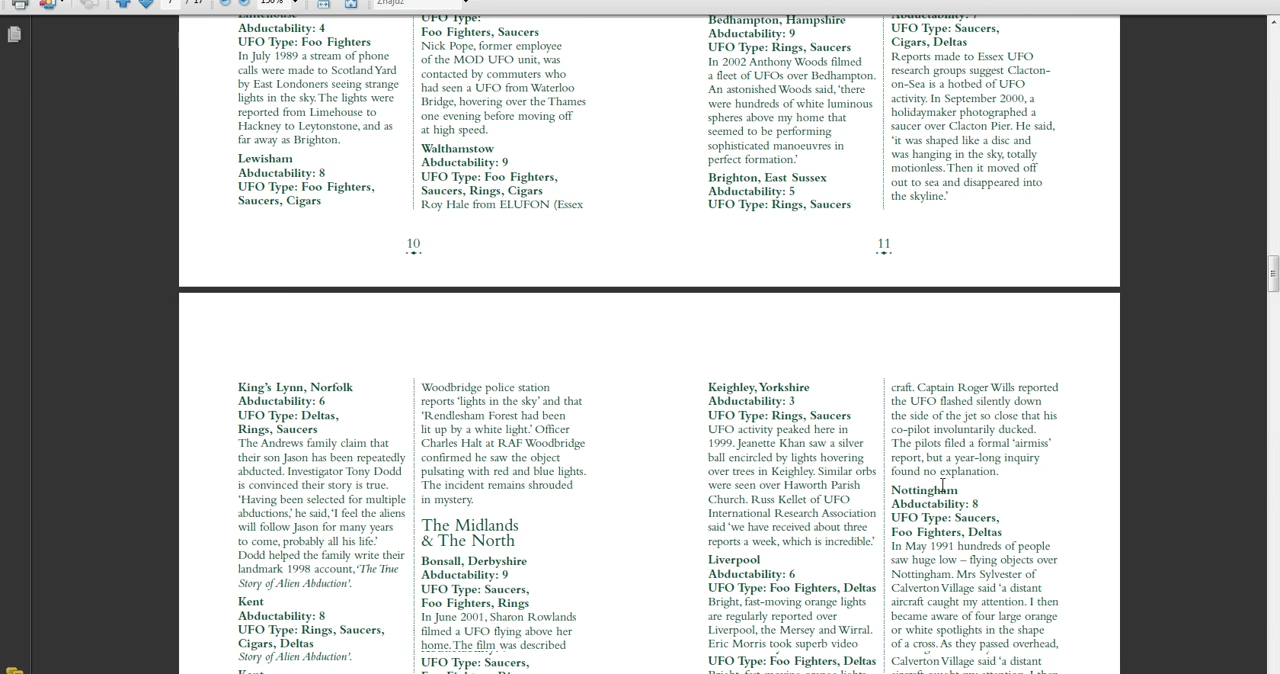 7
/ 17
150%
Znajdź
Limehouse
Abductability: 4
UFO Type: Foo Fighters
In July 1989 a stream of phone
calls were made to Scotland Yard
by East Londoners seeing strange
lights in the sky. The lights were
reported from Limehouse to
Hackney to Leytonstone, and as
far away as Brighton.
Lewisham
Abductability: 8
UFO Type: Foo Fighters,
Saucers, Cigars
UFO Type:
Foo Fighters, Saucers
Nick Pope, former employee
of the MOD UFO unit, was
contacted by commuters who
had seen a UFO from Waterloo
Bridge, hovering over the Thames
one evening before moving off
at high speed.
Walthamstow
Abductability: 9
UFO Type: Foo Fighters,
Saucers, Rings, Cigars
Roy Hale from ELUFON (Essex
10
Bedhampton, Hampshire
Abductability: 9
UFO Type: Rings, Saucers
In 2002 Anthony Woods filmed
a fleet of UFOs over Bedhampton.
An astonished Woods said, ‘there
were hundreds of white luminous
spheres above my home that
seemed to be performing
sophisticated manoeuvres in
perfect formation.’
Brighton, East Sussex
Abductability: 5
UFO Type: Rings, Saucers
Abductability: 7
UFO Type: Saucers,
Cigars, Deltas
Reports made to Essex UFO
research groups suggest Clacton-
on-Sea is a hotbed of UFO
activity. In September 2000, a
holidaymaker photographed a
saucer over Clacton Pier. He said,
‘it was shaped like a disc and
was hanging in the sky, totally
motionless. Then it moved off
out to sea and disappeared into
the skyline.’
11
King’s Lynn, Norfolk
Abductability: 6
UFO Type: Deltas,
Rings, Saucers
The Andrews family claim that
their son Jason has been repeatedly
abducted. Investigator Tony Dodd
is convinced their story is true.
‘Having been selected for multiple
abductions,’ he said, ‘I feel the aliens
will follow Jason for many years
to come, probably all his life.’
Dodd helped the family write their
landmark 1998 account, ‘The True
Story of Alien Abduction’.
Kent
Abductability: 8
UFO Type: Rings, Saucers,
Cigars, Deltas
Story of Alien Abduction’.
Kent
Woodbridge police station
reports ‘lights in the sky’ and that
‘Rendlesham Forest had been
lit up by a white light.’ Officer
Charles Halt at RAF Woodbridge
confirmed he saw the object
pulsating with red and blue lights.
The incident remains shrouded
in mystery.
The Midlands
& The North
Bonsall, Derbyshire
Abductability: 9
UFO Type: Saucers,
Foo Fighters, Rings
In June 2001, Sharon Rowlands
filmed a UFO flying above her
home. The film was described
UFO Type: Saucers,
Foo Fighters, Rings
Keighley, Yorkshire
Abductability: 3
UFO Type: Rings, Saucers
UFO activity peaked here in
1999. Jeanette Khan saw a silver
ball encircled by lights hovering
over trees in Keighley. Similar orbs
were seen over Haworth Parish
Church. Russ Kellet of UFO
International Research Association
said ‘we have received about three
reports a week, which is incredible.’
Liverpool
Abductability: 6
UFO Type: Foo Fighters, Deltas
Bright, fast-moving orange lights
are regularly reported over
Liverpool, the Mersey and Wirral.
Eric Morris took superb video
UFO Type: Foo Fighters, Deltas
Bright, fast-moving orange lights
craft. Captain Roger Wills reported
the UFO flashed silently down
the side of the jet so close that his
co-pilot involuntarily ducked.
The pilots filed a formal ‘airmiss’
report, but a year-long inquiry
found no explanation.
Nottingham
Abductability: 8
UFO Type: Saucers,
Foo Fighters, Deltas
In May 1991 hundreds of people
saw huge low – flying objects over
Nottingham. Mrs Sylvester of
Calverton Village said ‘a distant
aircraft caught my attention. I then
became aware of four large orange
or white spotlights in the shape
of a cross. As they passed overhead,
Calverton Village said ‘a distant
aircraft caught my attention. I then